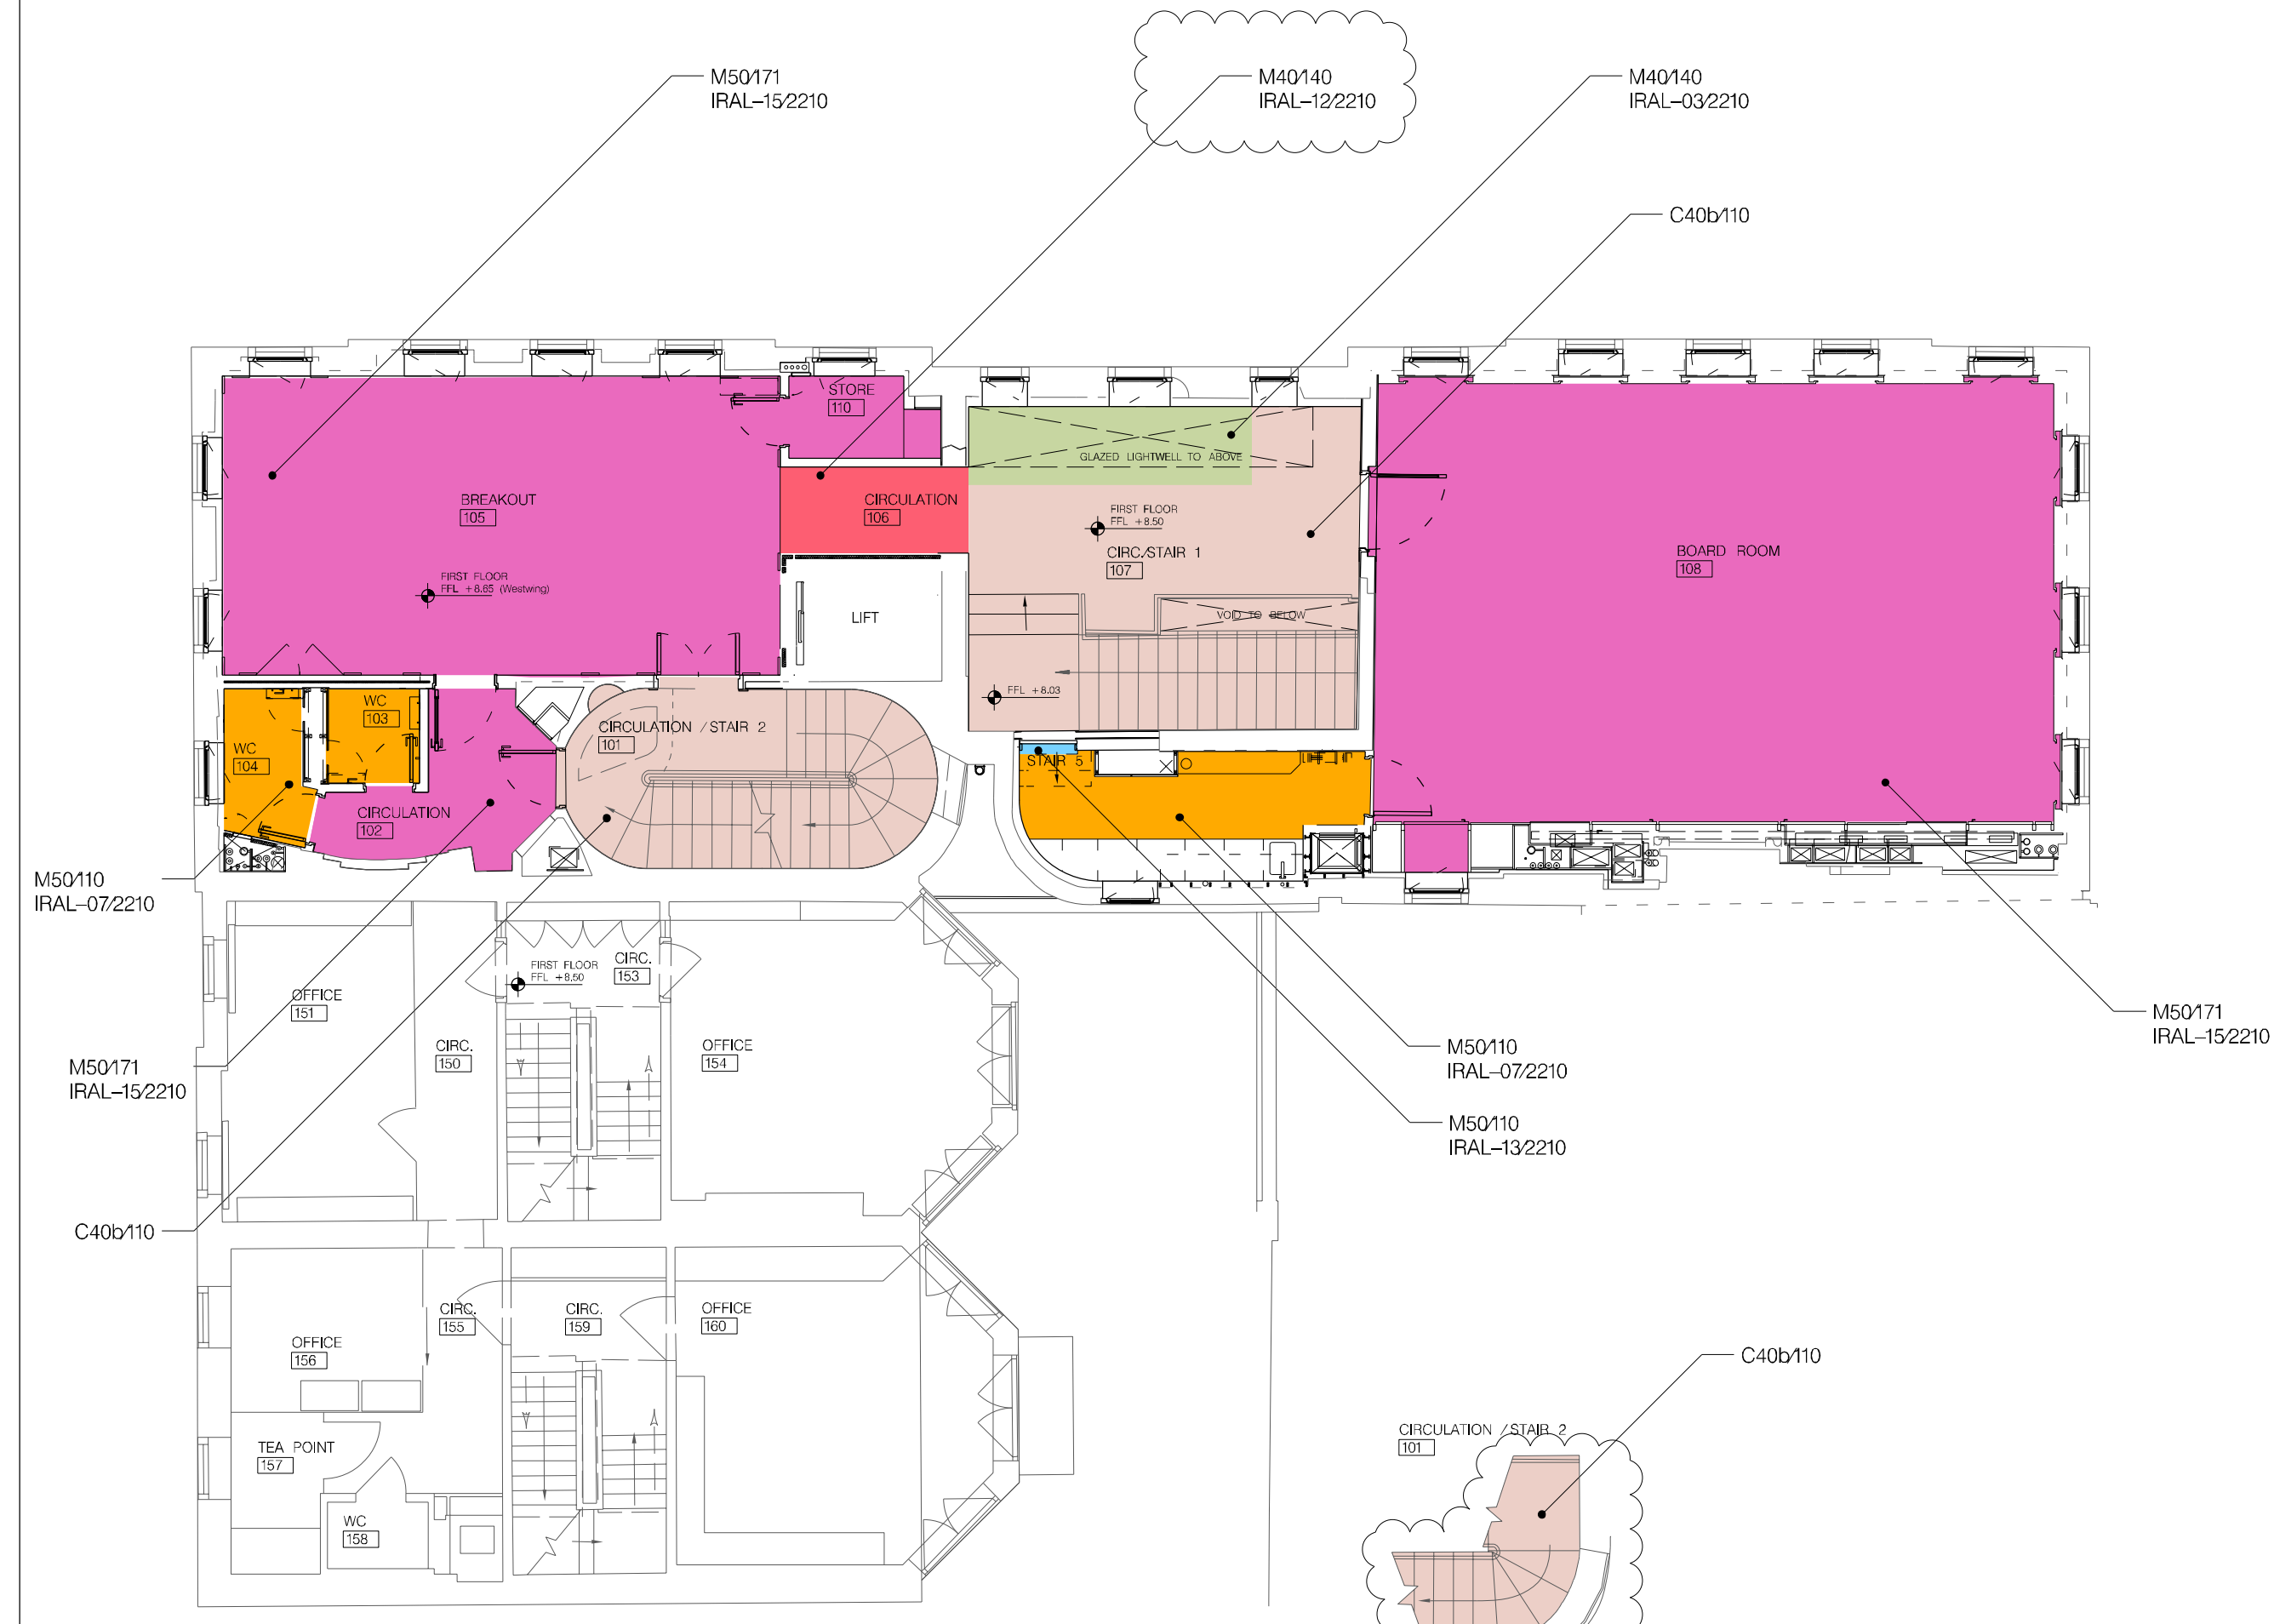 M50/171
IRAL-15/2210
M40/140
IRAL-12/2210
M40/140
IRAL-03/2210
C40b/110
STORE
110
GLAZED LIGHTWELL TO ABOVE
BREAKOUT
105
CIRCULATION
106
FIRST FLOOR
FFL +8.50
CIRC./STAIR 1
107
BOARD ROOM
108
FIRST FLOOR
FFL +8.65 (Westwing)
LIFT
VOID TO BELOW
FFL +8.03
WC
103
CIRCULATION / STAIR 2
101
WC
104
STAIR 5
CIRCULATION
102
M50/110
IRAL-07/2210
FIRST FLOOR
FFL +8.50
CIRC.
153
OFFICE
151
CIRC.
150
OFFICE
154
M50/171
IRAL-15/2210
M50/110
IRAL-07/2210
M50/171
IRAL-15/2210
M50/110
IRAL-13/2210
C40b/110
CIRC.
155
CIRC.
159
OFFICE
160
OFFICE
156
C40b/110
TEA POINT
157
CIRCULATION / STAIR 2
101
WC
158